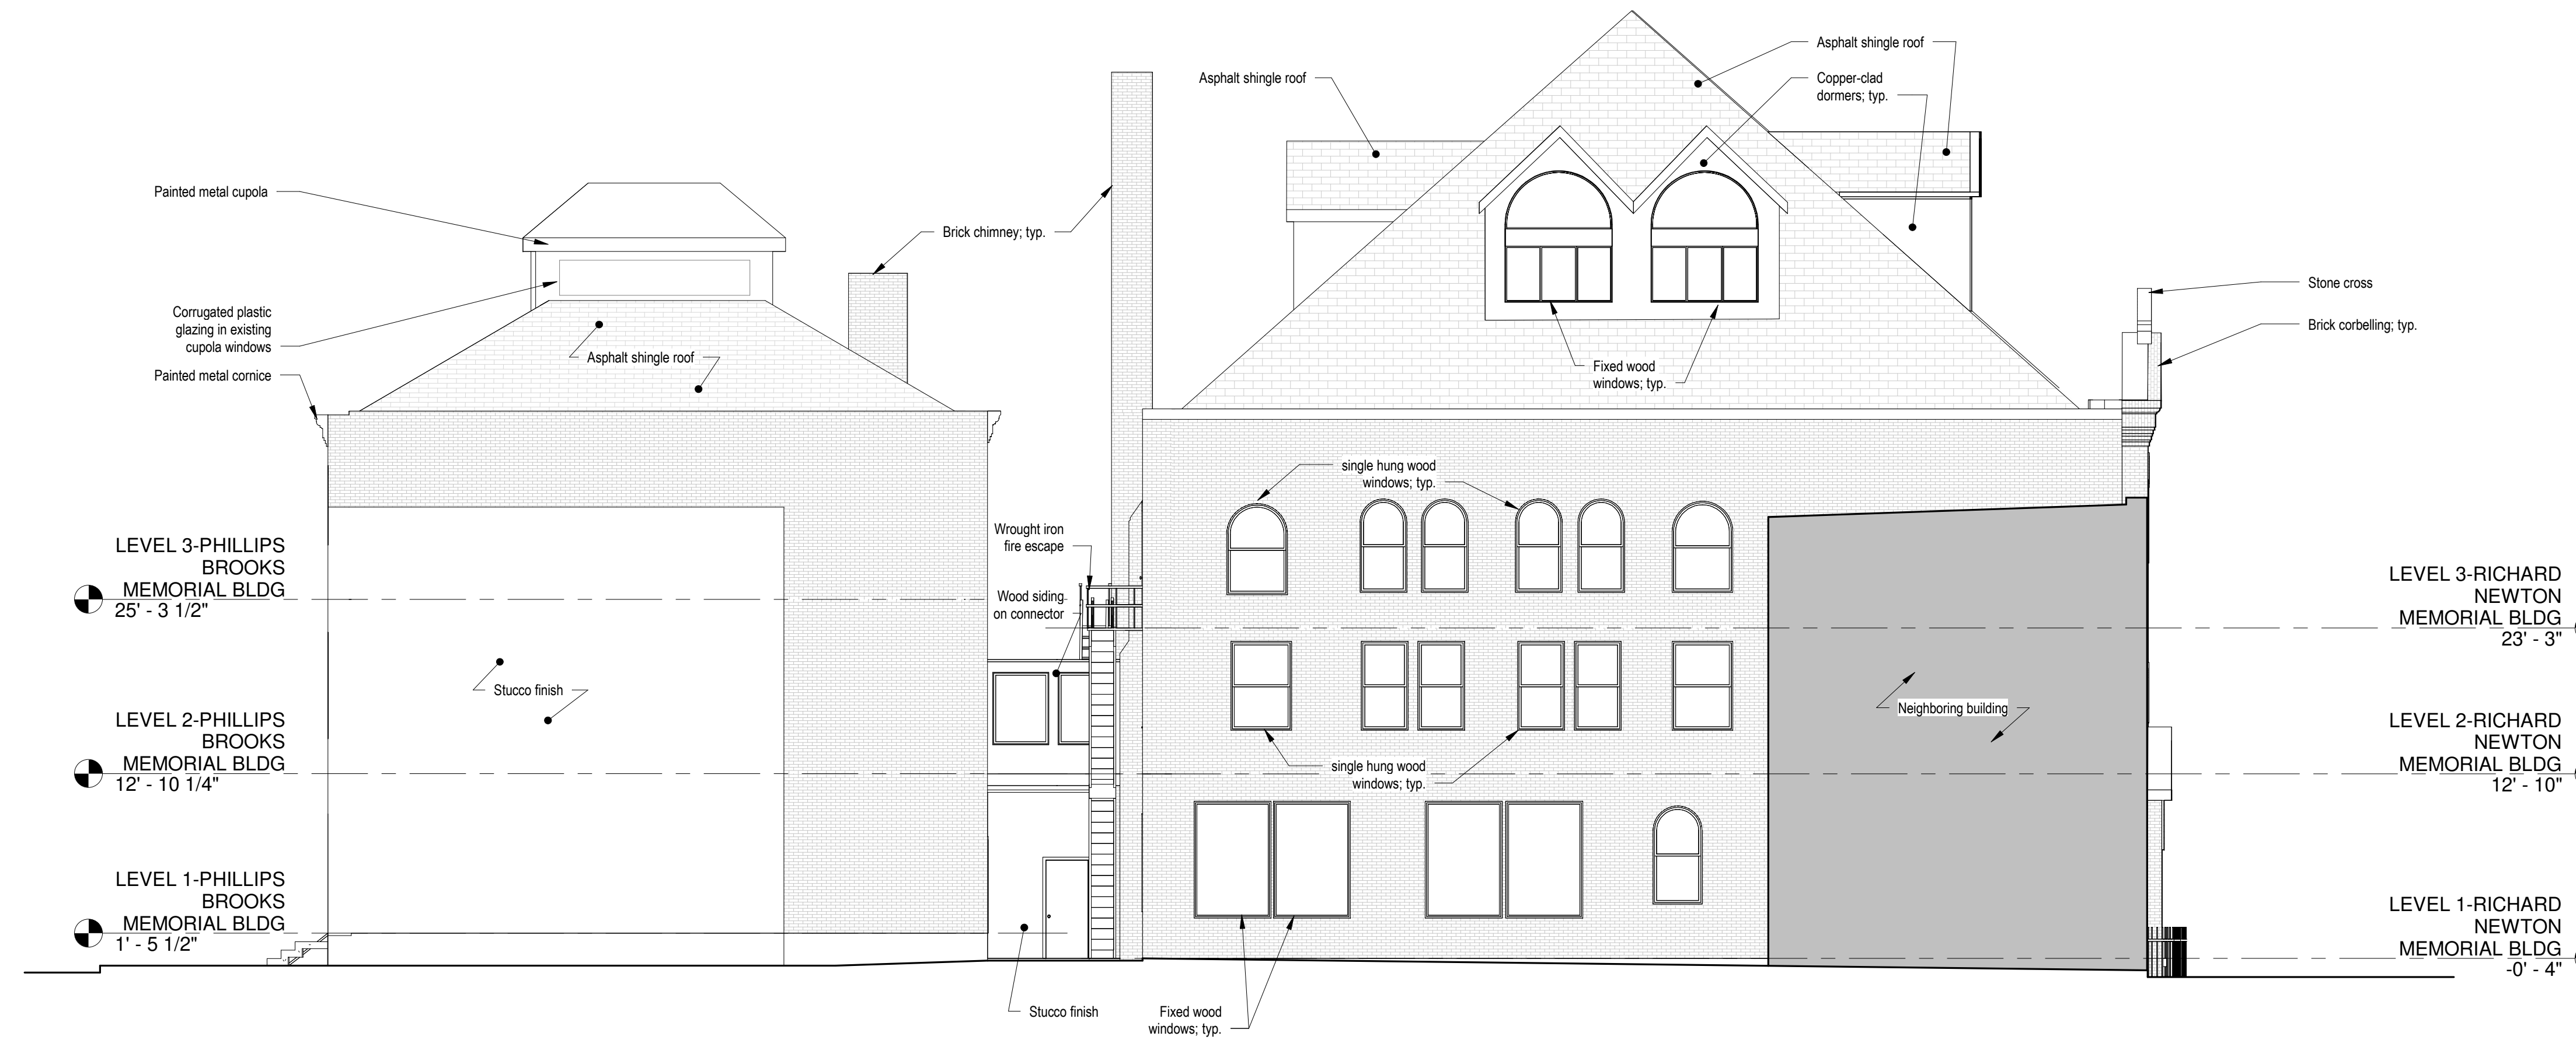 Asphalt shingle roof
Asphalt shingle roof
Copper-clad
dormers; typ.
Painted metal cupola
Brick chimney; typ.
Stone cross
Corrugated plastic
glazing in existing
cupola windows
Brick corbelling; typ.
Asphalt shingle roof
Painted metal cornice
Fixed wood
windows; typ.
single hung wood
windows; typ.
Wrought iron
fire escape
LEVEL 3-PHILLIPS
BROOKS
MEMORIAL BLDG
25' - 3 1/2"
Wood siding
on connector
LEVEL 3-RICHARD
NEWTON
MEMORIAL BLDG
23' - 3"
Stucco finish
Neighboring building
LEVEL 2-PHILLIPS
BROOKS
MEMORIAL BLDG
12' - 10 1/4"
LEVEL 2-RICHARD
NEWTON
MEMORIAL BLDG
12' - 10"
single hung wood
windows; typ.
LEVEL 1-PHILLIPS
BROOKS
MEMORIAL BLDG
1' - 5 1/2"
LEVEL 1-RICHARD
NEWTON
MEMORIAL BLDG
-0' - 4"
Stucco finish
Fixed wood
windows; typ.